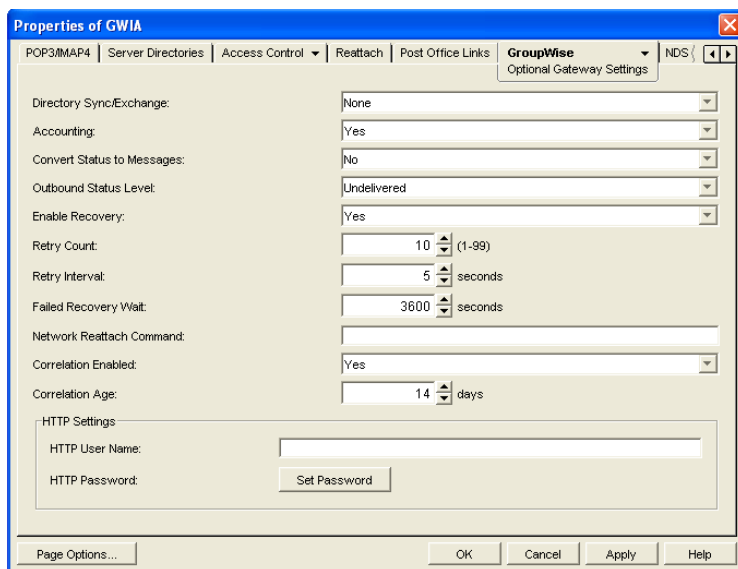 Properties of GWIA
POP3/IMAP4 Server Directories Access Control Reattach Post Office Links GroupWise NDS
Optional Gateway Settings
Directory Sync/Exchange: None
Accounting: Yes
Convert Status to Messages: No
Outbound Status Level: Undelivered
Enable Recovery: Yes
Retry Count: 10 (1-99)
Retry Interval: 5 seconds
Failed Recovery Wait: 3600 seconds
Network Reattach Command:
Correlation Enabled: Yes
Correlation Age: 14 days
HTTP Settings
HTTP User Name:
HTTP Password: Set Password
Page Options... OK Cancel Apply Help